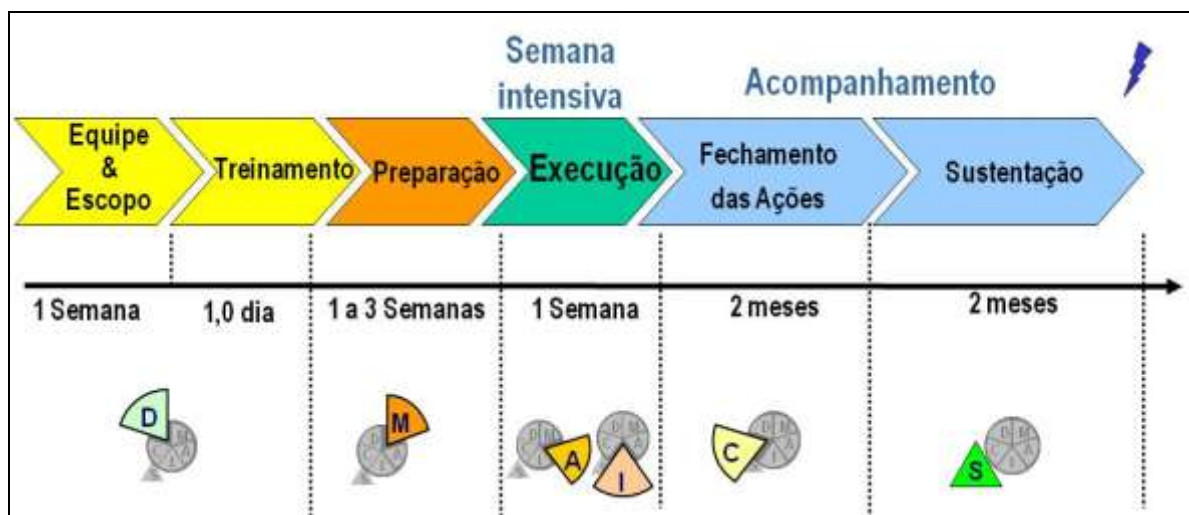 Semana
intensiva
Acompanhamento
Equipe
&
Escopo
Treinamento
Preparação
Execução
Fechamento
das Ações
Sustentação
1 Semana
1,0 dia
1 a 3 Semanas
1 Semana
2 meses
2 meses
D
M
A
I
C
S